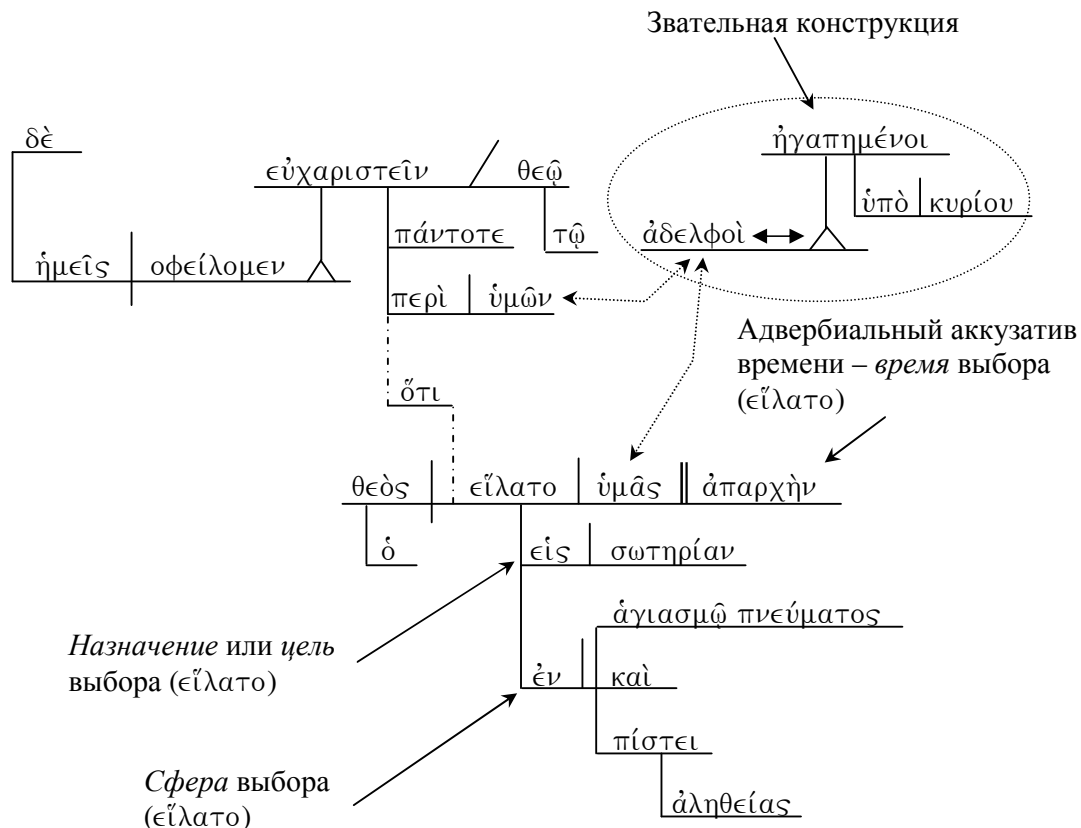 Звательная конструкция
δὲ
ἠγαπημένοι
εὐχαριστεῖν θεῷ
ὑπὸ κυρίου
πάντοτε τῷ
ἀδελφοὶ
ἡμεῖς οφείλομεν
περὶ ὑμῶν
Адвербиальный аккузатив
времени – время выбора
(εἵλατο)
ὅτι
θεὸς εἵλατο ὑμᾶς ἀπαρχὴν
ὁ
εἰς σωτηρίαν
ἁγιασμῷ πνεύματος
Назначение или цель
выбора (εἵλατο)
ἐν καὶ
πίστει
Сфера выбора
(εἵλατο)
ἀληθείας